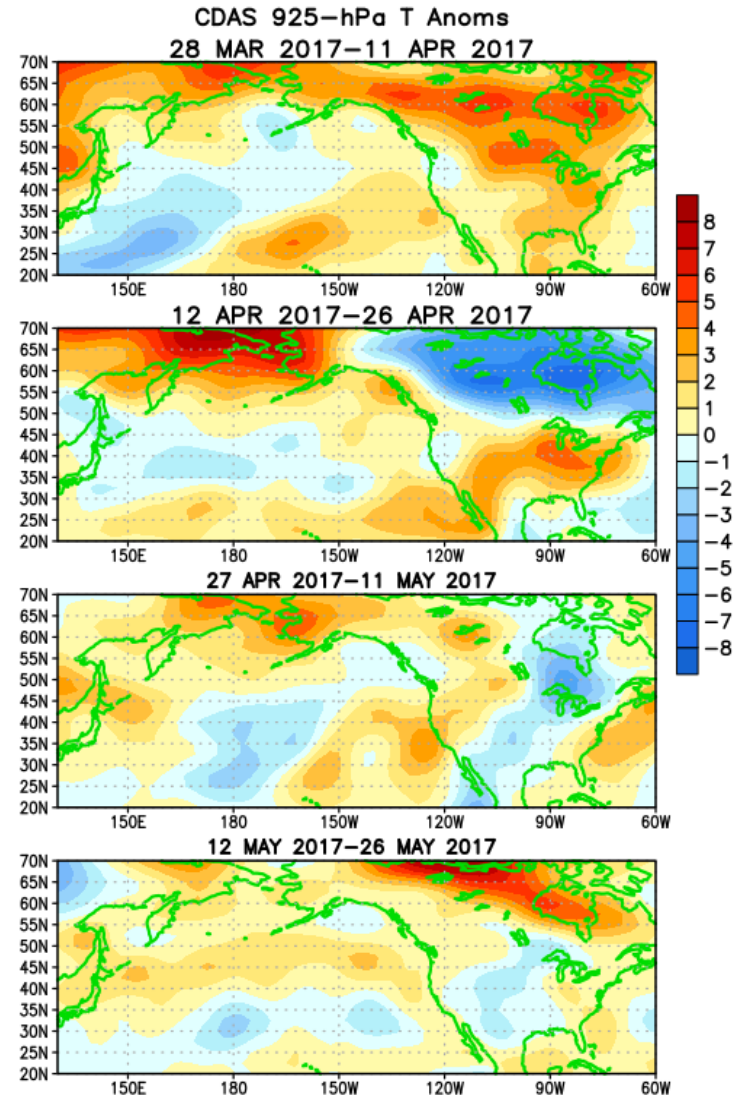 CDAS 925-hPa T Anoms
28 MAR 2017-11 APR 2017
70N
65N
60N
55N
50N
45N
40N
35N
30N
25N
20N
150E 180 150W 120W 90W 60W
12 APR 2017-26 APR 2017
70N
65N
60N
55N
50N
45N
40N
35N
30N
25N
20N
150E 180 150W 120W 90W 60W
27 APR 2017-11 MAY 2017
70N
65N
60N
55N
50N
45N
40N
35N
30N
25N
20N
150E 180 150W 120W 90W 60W
12 MAY 2017-26 MAY 2017
70N
65N
60N
55N
50N
45N
40N
35N
30N
25N
20N
150E 180 150W 120W 90W 60W
8
7
6
5
4
3
2
1
0
-1
-2
-3
-4
-5
-6
-7
-8